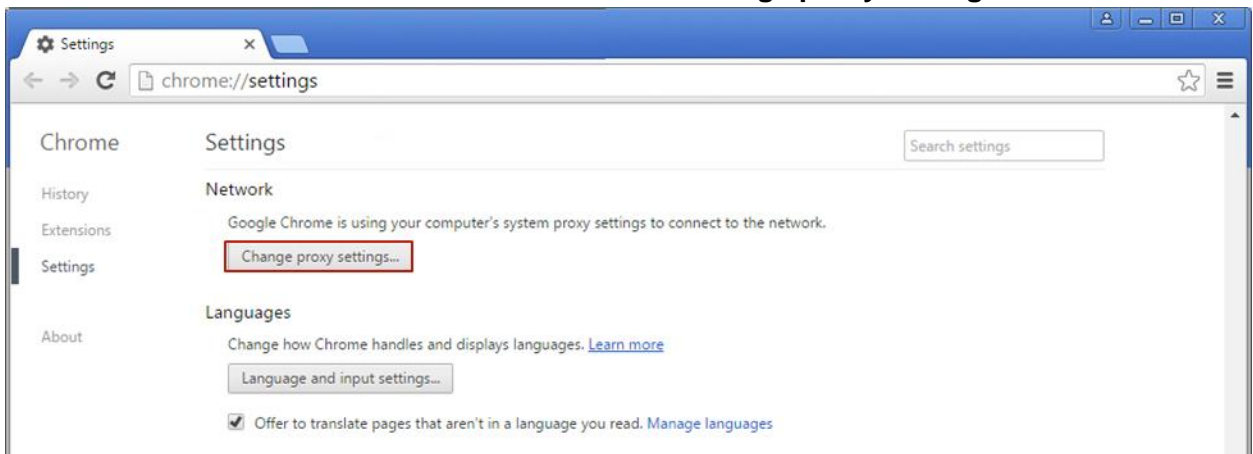 Settings
chrome://settings
Chrome
Settings
Search settings
History
Network
Extensions
Google Chrome is using your computer's system proxy settings to connect to the network.
Settings
Change proxy settings...
Languages
About
Change how Chrome handles and displays languages. Learn more
Language and input settings...
Offer to translate pages that aren't in a language you read. Manage languages